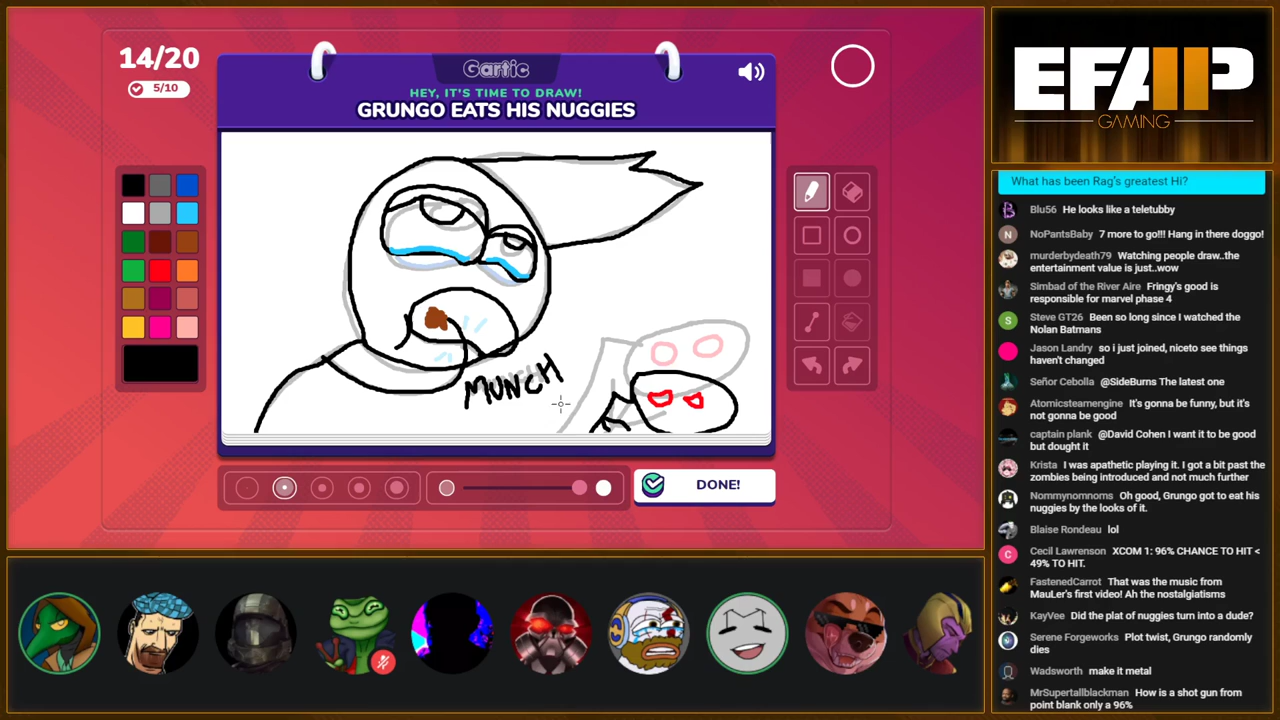 14/20
5/10
Gartic
HEY, IT'S TIME TO DRAW!
GRUNGO EATS HIS NUGGIES
MUNCH
DONE!
EFAP
GAMING
What has been Rag's greatest Hi?
Blu56 He looks like a teletubby
NoPantsBaby 7 more to go!!! Hang in there doggo!
murderbydeath79 Watching people draw..the
entertainment value is just..wow
Simbad of the River Aire Fringy's good is
responsible for marvel phase 4
Steve GT26 Been so long since I watched the
Nolan Batmans
Jason Landry so i just joined, niceto see things
haven't changed
Señor Cebolla @SideBurns The latest one
Atomicsteamengine It's gonna be funny, but it's
not gonna be good
captain plank @David Cohen I want it to be good
but dought it
Krista I was apathetic playing it. I got a bit past the
zombies being introduced and not much further
Nommynomnoms Oh good, Grungo got to eat his
nuggies by the looks of it.
Blaise Rondeau lol
Cecil Lawrenson XCOM 1: 96% CHANCE TO HIT <
49% TO HIT.
FastenedCarrot That was the music from
MauLer's first video! Ah the nostalgiatisms
KayVee Did the plat of nuggies turn into a dude?
Serene Forgeworks Plot twist, Grungo randomly
dies
Wadsworth make it metal
MrSupertallblackman How is a shot gun from
point blank only a 96%